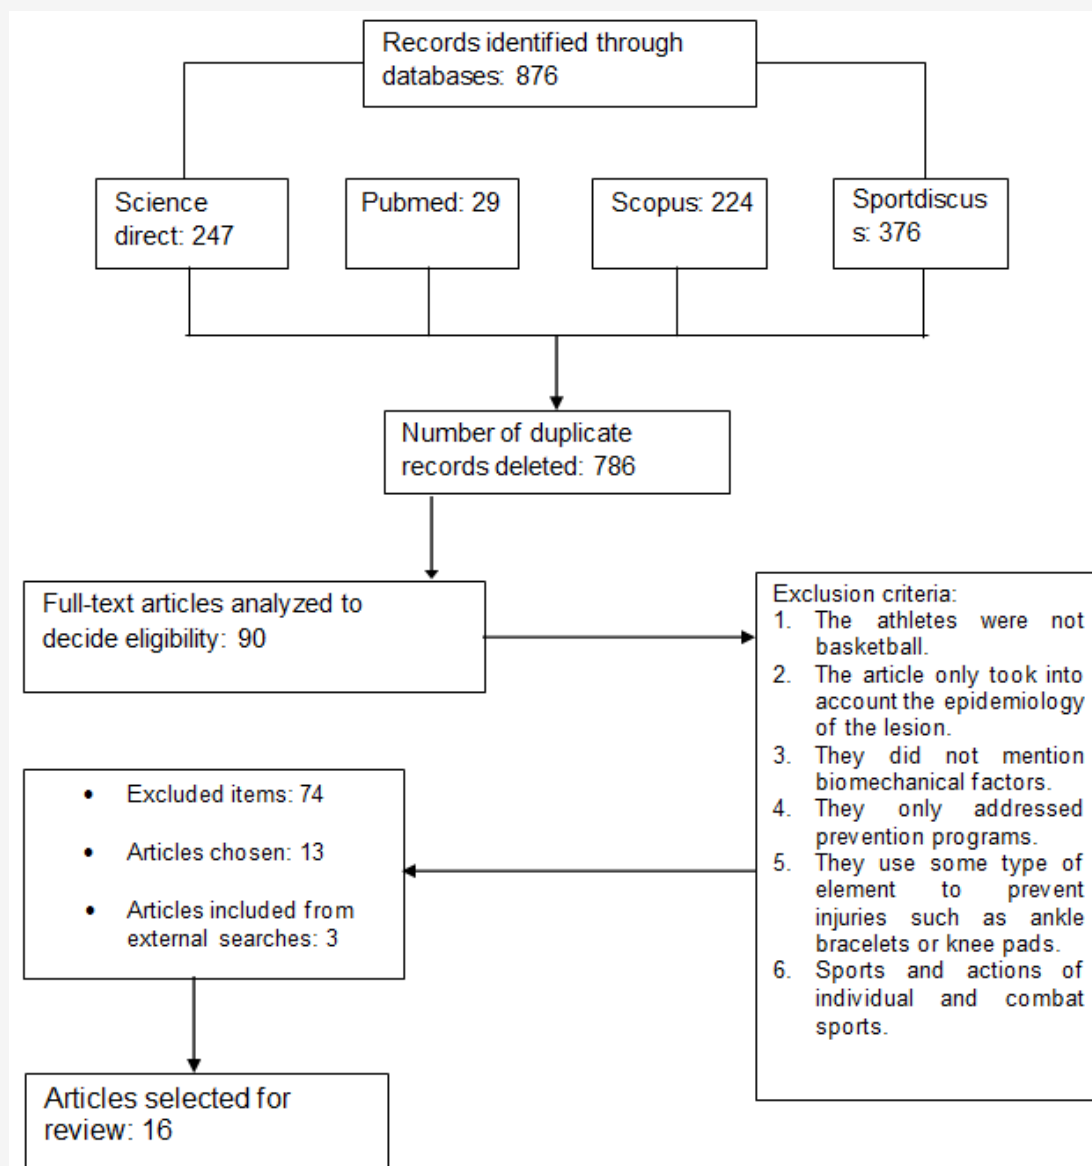 Records identified through
databases: 876
Science
direct: 247
Pubmed: 29
Scopus: 224
Sportdiscus
s: 376
Number of duplicate
records deleted: 786
Full-text articles analyzed to
decide eligibility: 90
Exclusion criteria:
1. The athletes were not
basketball.
2. The article only took into
account the epidemiology
of the lesion.
3. They did not mention
biomechanical factors.
4. They only addressed
prevention programs.
5. They use some type of
element to prevent
injuries such as ankle
bracelets or knee pads.
6. Sports and actions of
individual and combat
sports.
• Excluded items: 74
• Articles chosen: 13
• Articles included from
external searches: 3
Articles selected for
review: 16